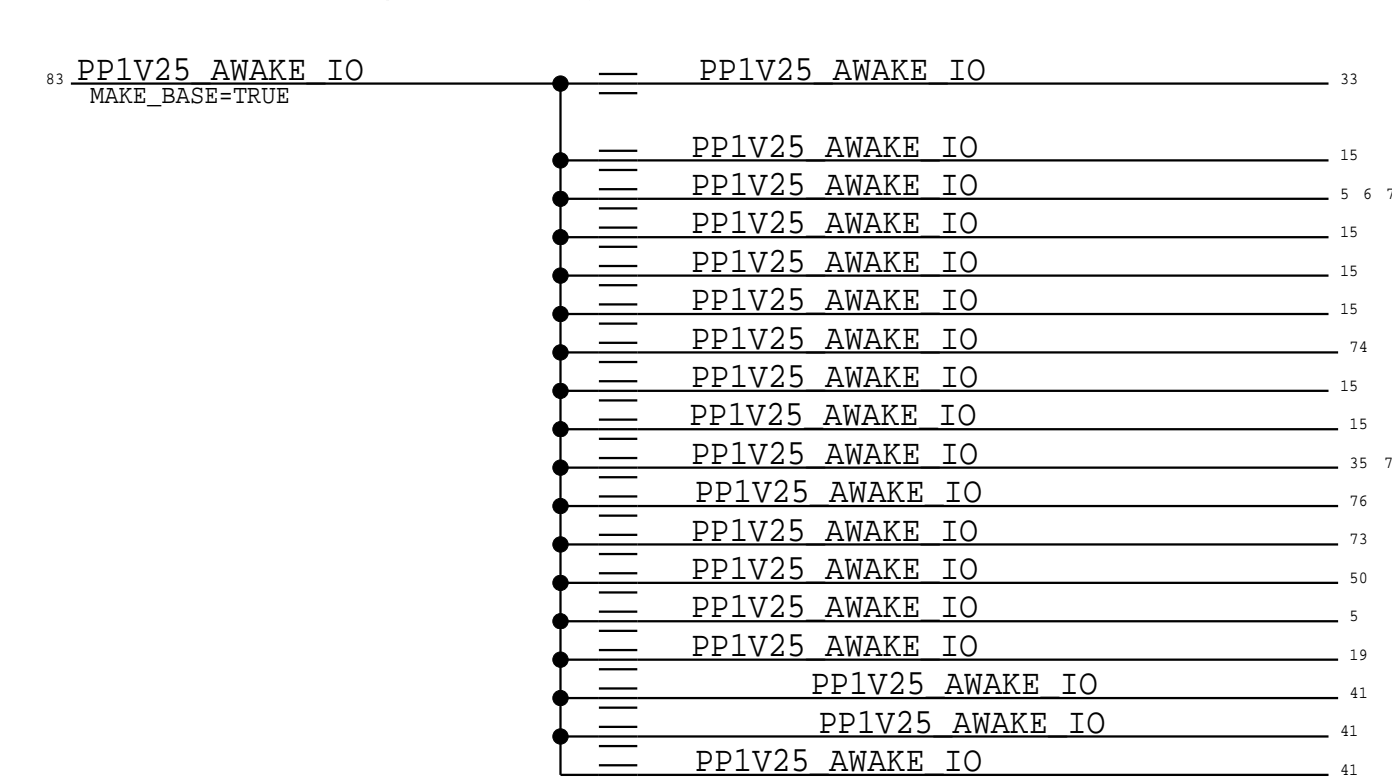 83 PP1V25_AWAKE_IO PP1V25_AWAKE_IO 33
MAKE_BASE=TRUE
PP1V25_AWAKE_IO 15
PP1V25_AWAKE_IO 5 6 7
PP1V25_AWAKE_IO 15
PP1V25_AWAKE_IO 15
PP1V25_AWAKE_IO 15
PP1V25_AWAKE_IO 74
PP1V25_AWAKE_IO 15
PP1V25_AWAKE_IO 15
PP1V25_AWAKE_IO 35 7
PP1V25_AWAKE_IO 76
PP1V25_AWAKE_IO 73
PP1V25_AWAKE_IO 50
PP1V25_AWAKE_IO 5
PP1V25_AWAKE_IO 19
PP1V25_AWAKE_IO 41
PP1V25_AWAKE_IO 41
PP1V25_AWAKE_IO 41